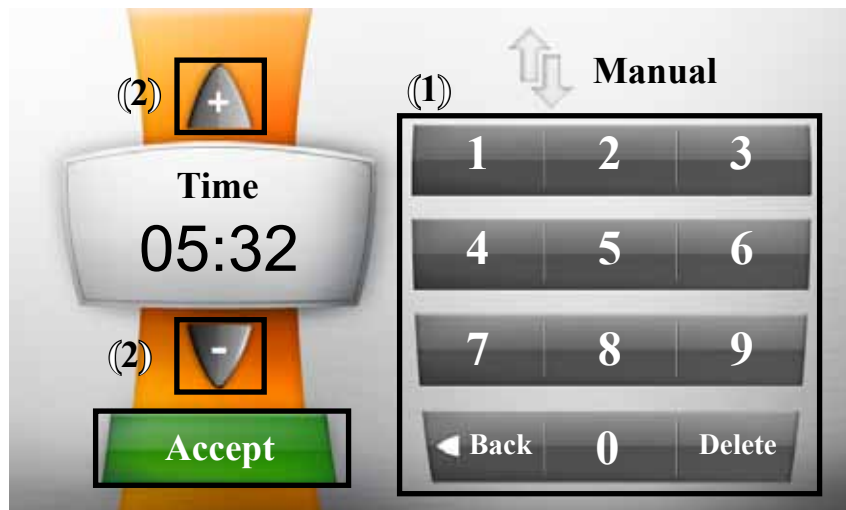 (2)
+
Time
05:32
(2)
-
Accept
(1)
Manual
1 2 3
4 5 6
7 8 9
Back 0 Delete